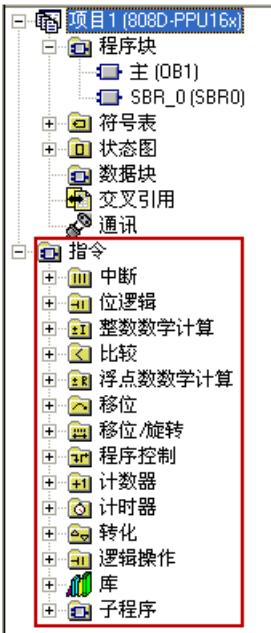 项目1 (808D-PPU16x)
程序块
主 (OB1)
SBR_0 (SBR0)
符号表
状态图
数据块
交叉引用
通讯
指令
中断
位逻辑
整数数学计算
比较
浮点数数学计算
移位
移位/旋转
程序控制
计数器
计时器
转化
逻辑操作
库
子程序